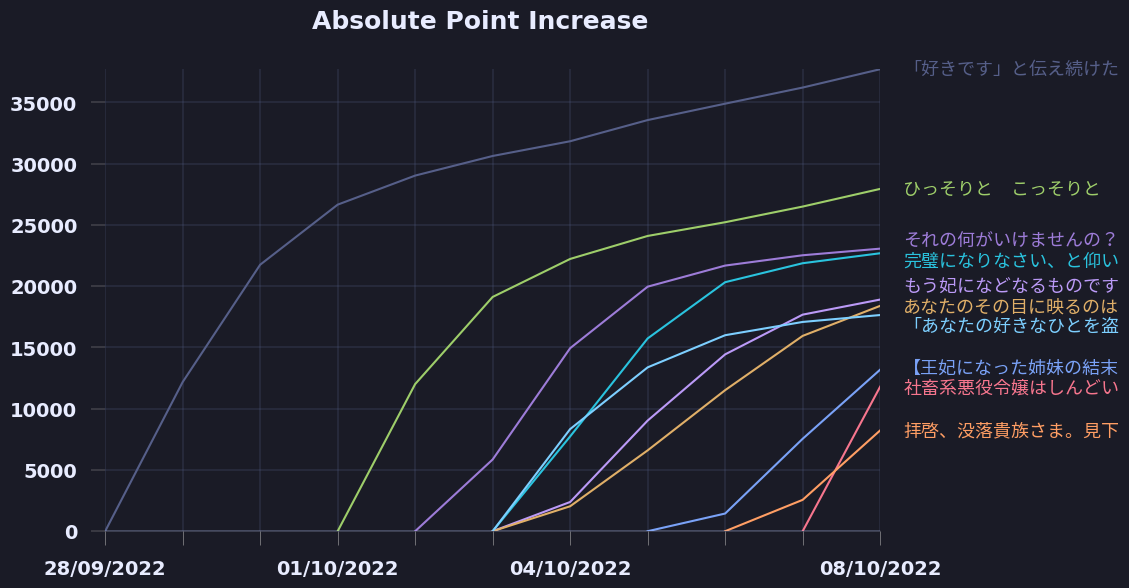 Absolute Point Increase
35000
30000
25000
20000
15000
10000
5000
0
28/09/2022
01/10/2022
04/10/2022
08/10/2022
「好きです」と伝え続けた
ひっそりと　こっそりと
それの何がいけませんの？
完璧になりなさい、と仰い
もう妃になどなるものです
あなたのその目に映るのは
「あなたの好きなひとを盗
【王妃になった姉妹の結末
社畜系悪役令嬢はしんどい
拝啓、没落貴族さま。見下